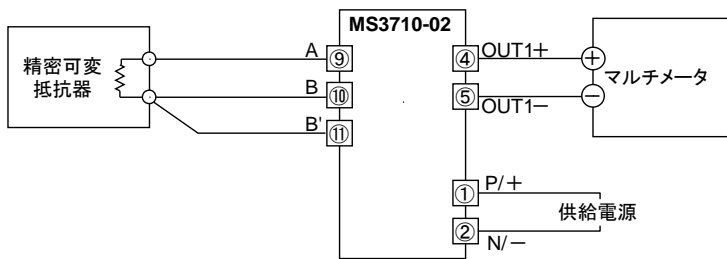 MS3710-02
精密可変
抵抗器
A
⑨
B
⑩
B'
⑪
④
OUT1+
⑤
OUT1−
+
−
マルチメータ
①
P/+
②
N/−
供給電源